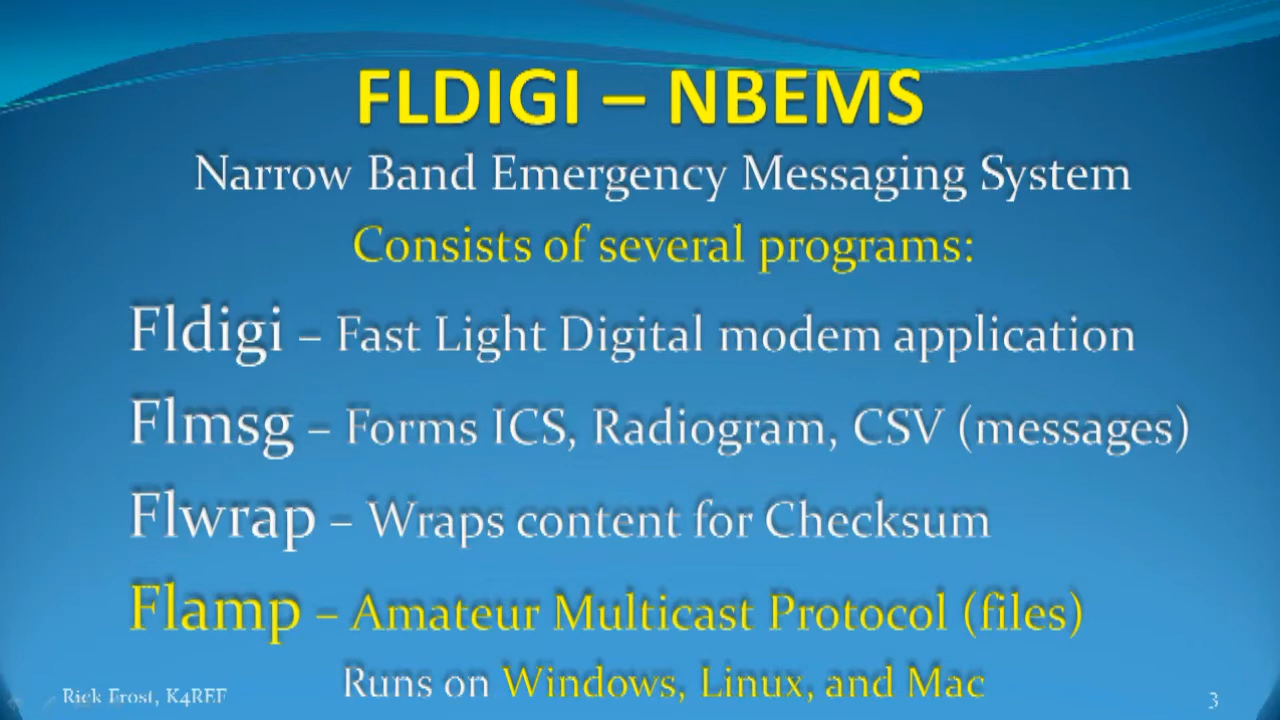 FLDIGI – NBEMS
Narrow Band Emergency Messaging System
Consists of several programs:
Fldigi – Fast Light Digital modem application
Flmsg – Forms ICS, Radiogram, CSV (messages)
Flwrap – Wraps content for Checksum
Flamp – Amateur Multicast Protocol (files)
Runs on Windows, Linux, and Mac
Rick Frost, K4REF
3